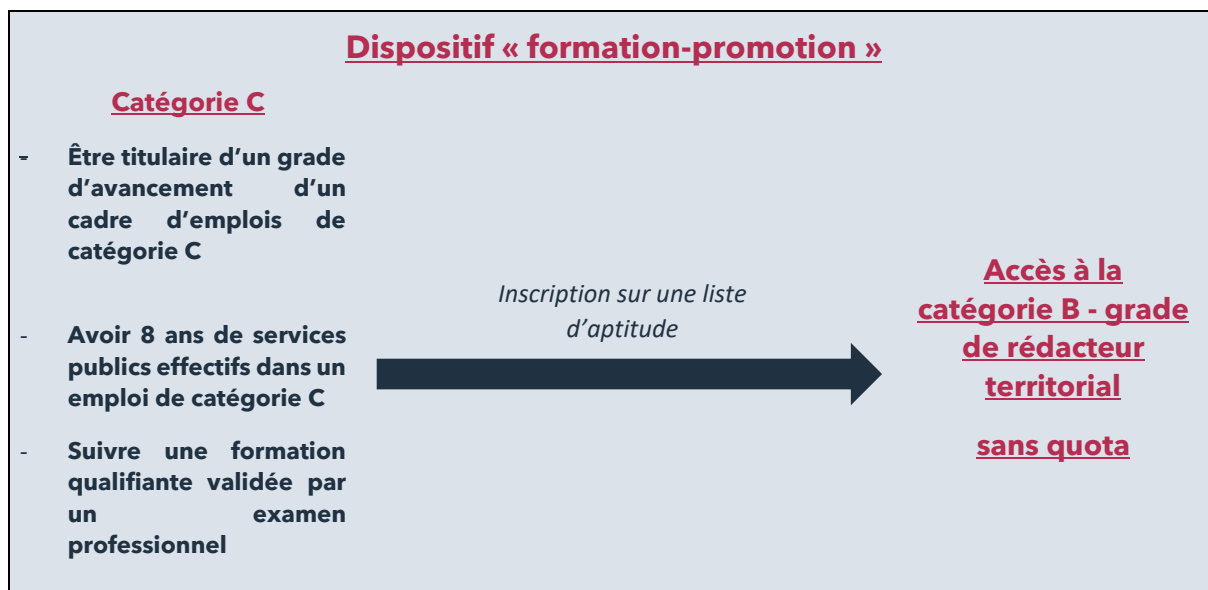 Dispositif « formation-promotion »
Catégorie C
- Être titulaire d’un grade
d’avancement d’un
cadre d’emplois de
catégorie C
- Avoir 8 ans de services
publics effectifs dans un
emploi de catégorie C
- Suivre une formation
qualifiante validée par
un examen
professionnel
Inscription sur une liste
d’aptitude
Accès à la
catégorie B - grade
de rédacteur
territorial
sans quota